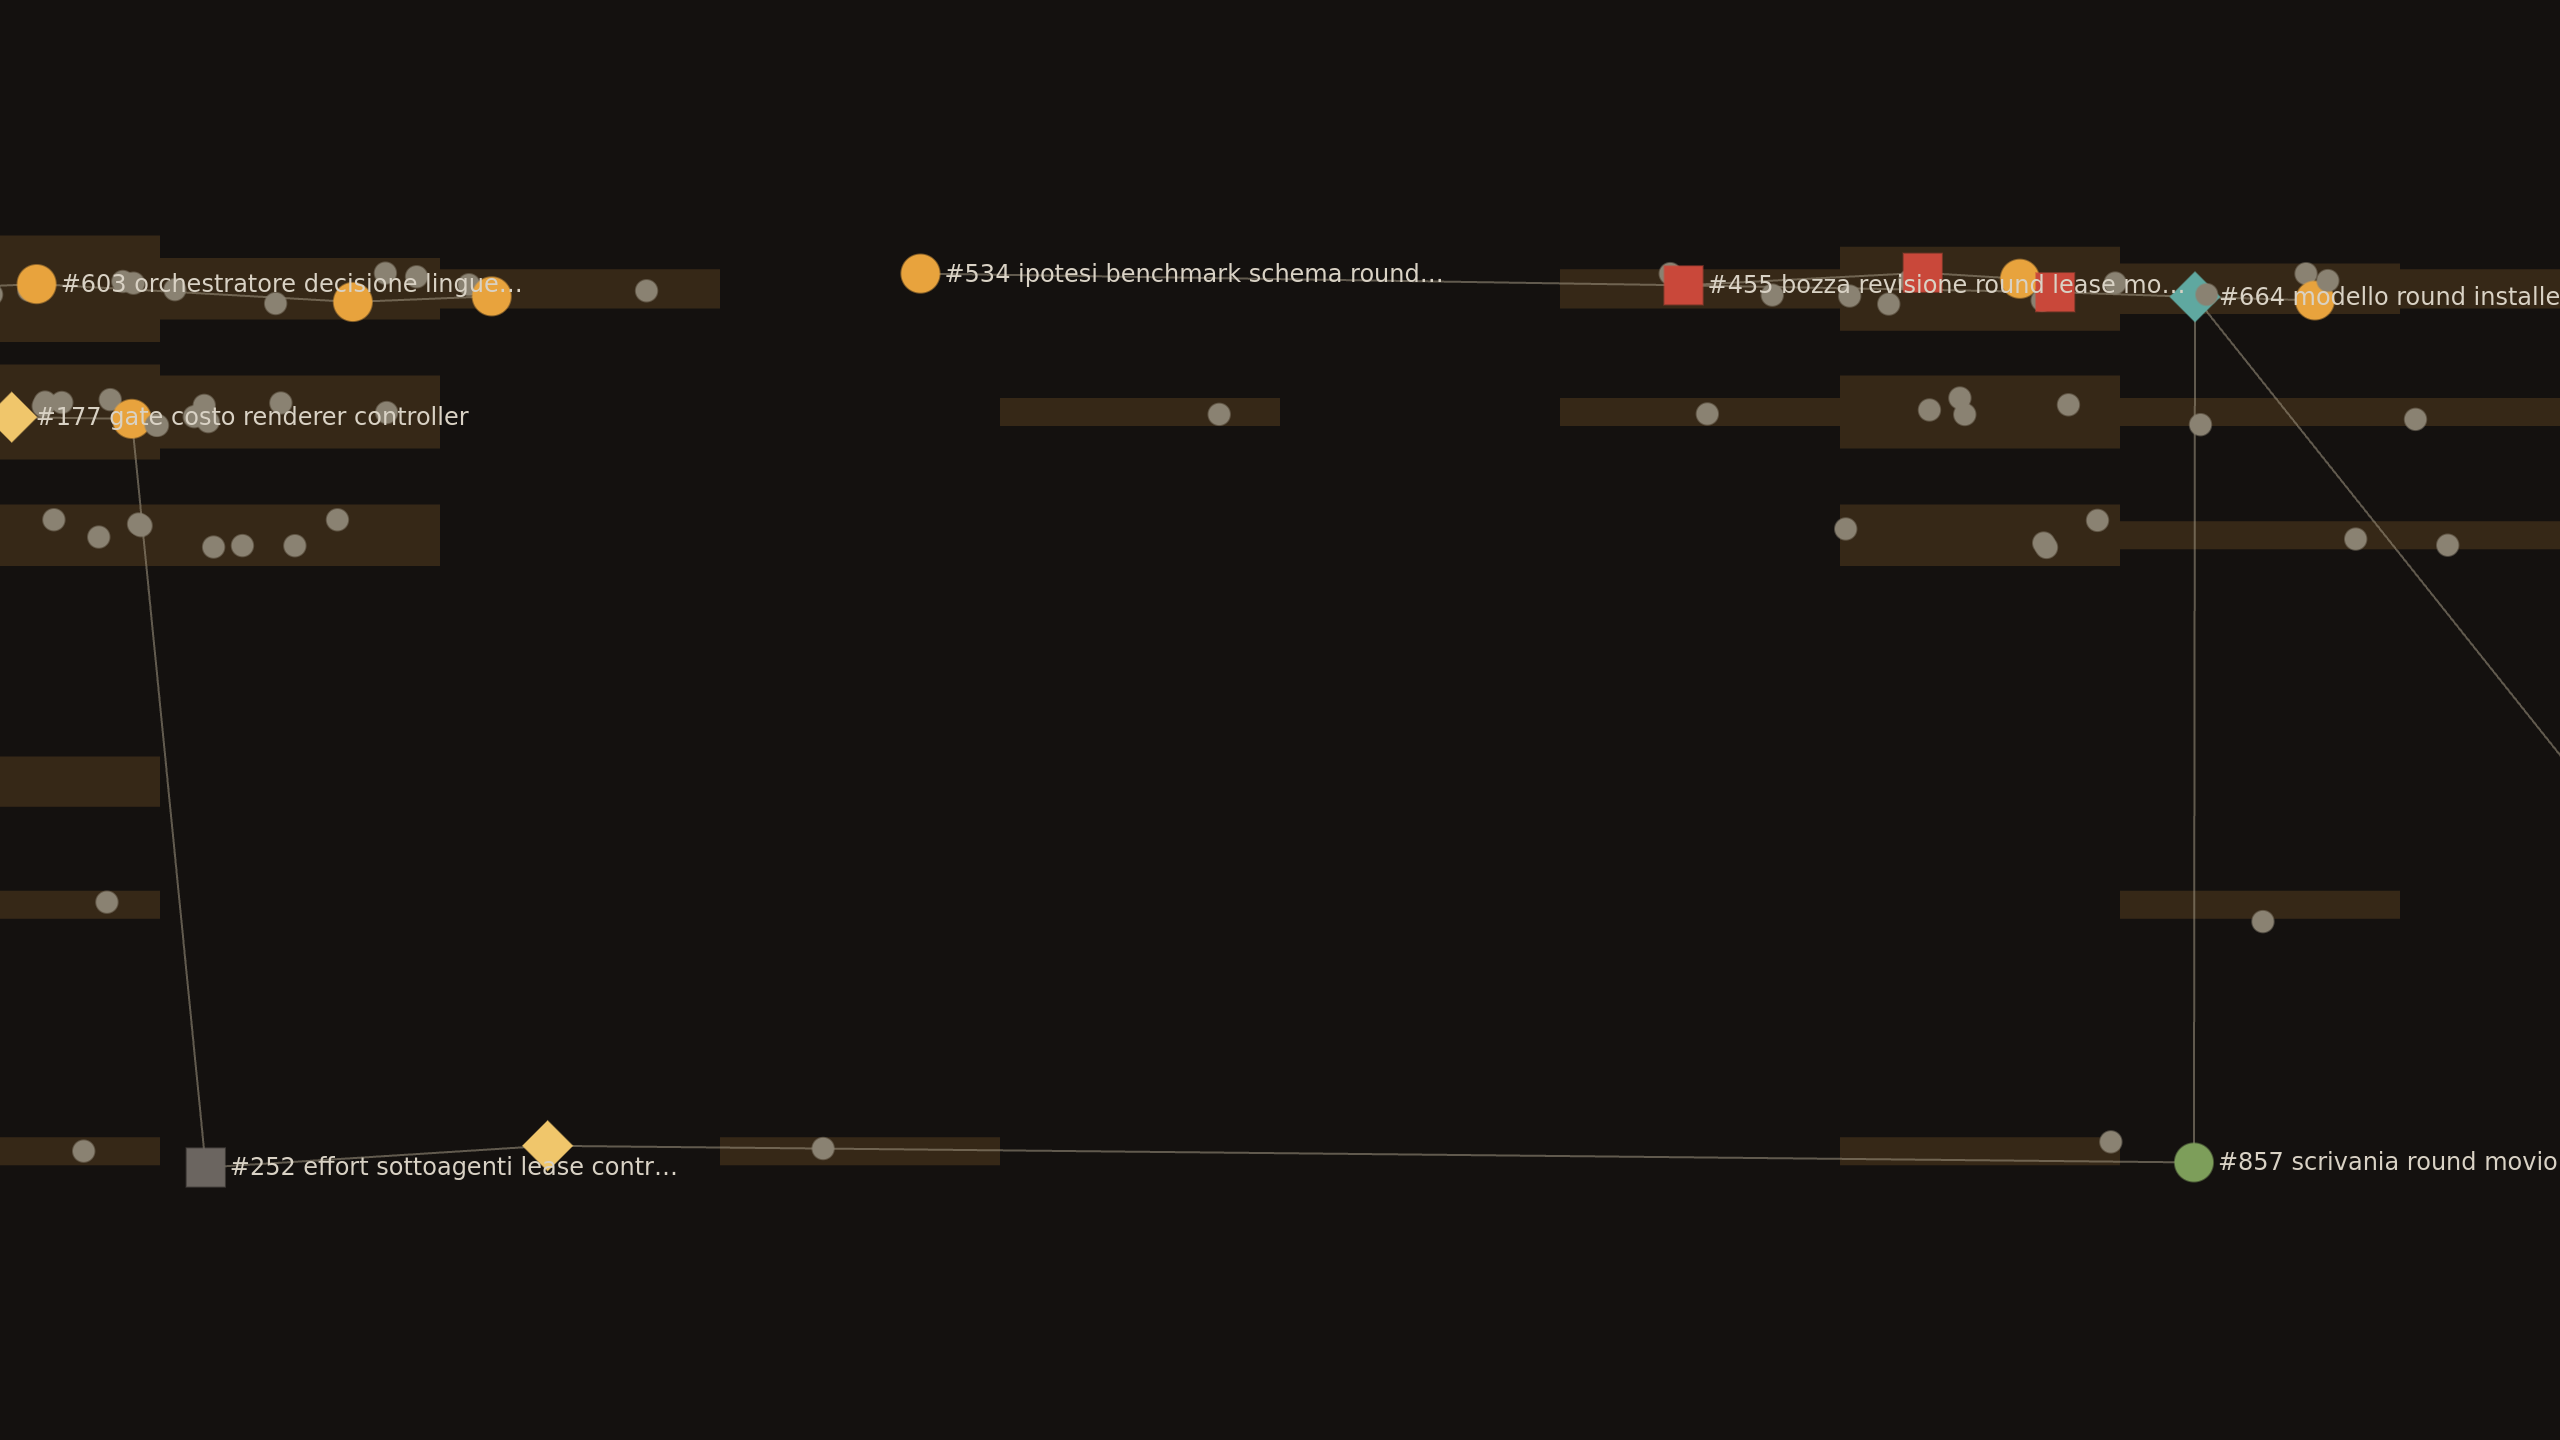 #603 orchestratore decisione lingue…
#534 ipotesi benchmark schema round…
#455 bozza revisione round lease mo…
#664 modello round installe
#177 gate costo renderer controller
#252 effort sottoagenti lease contr…
#857 scrivania round movio